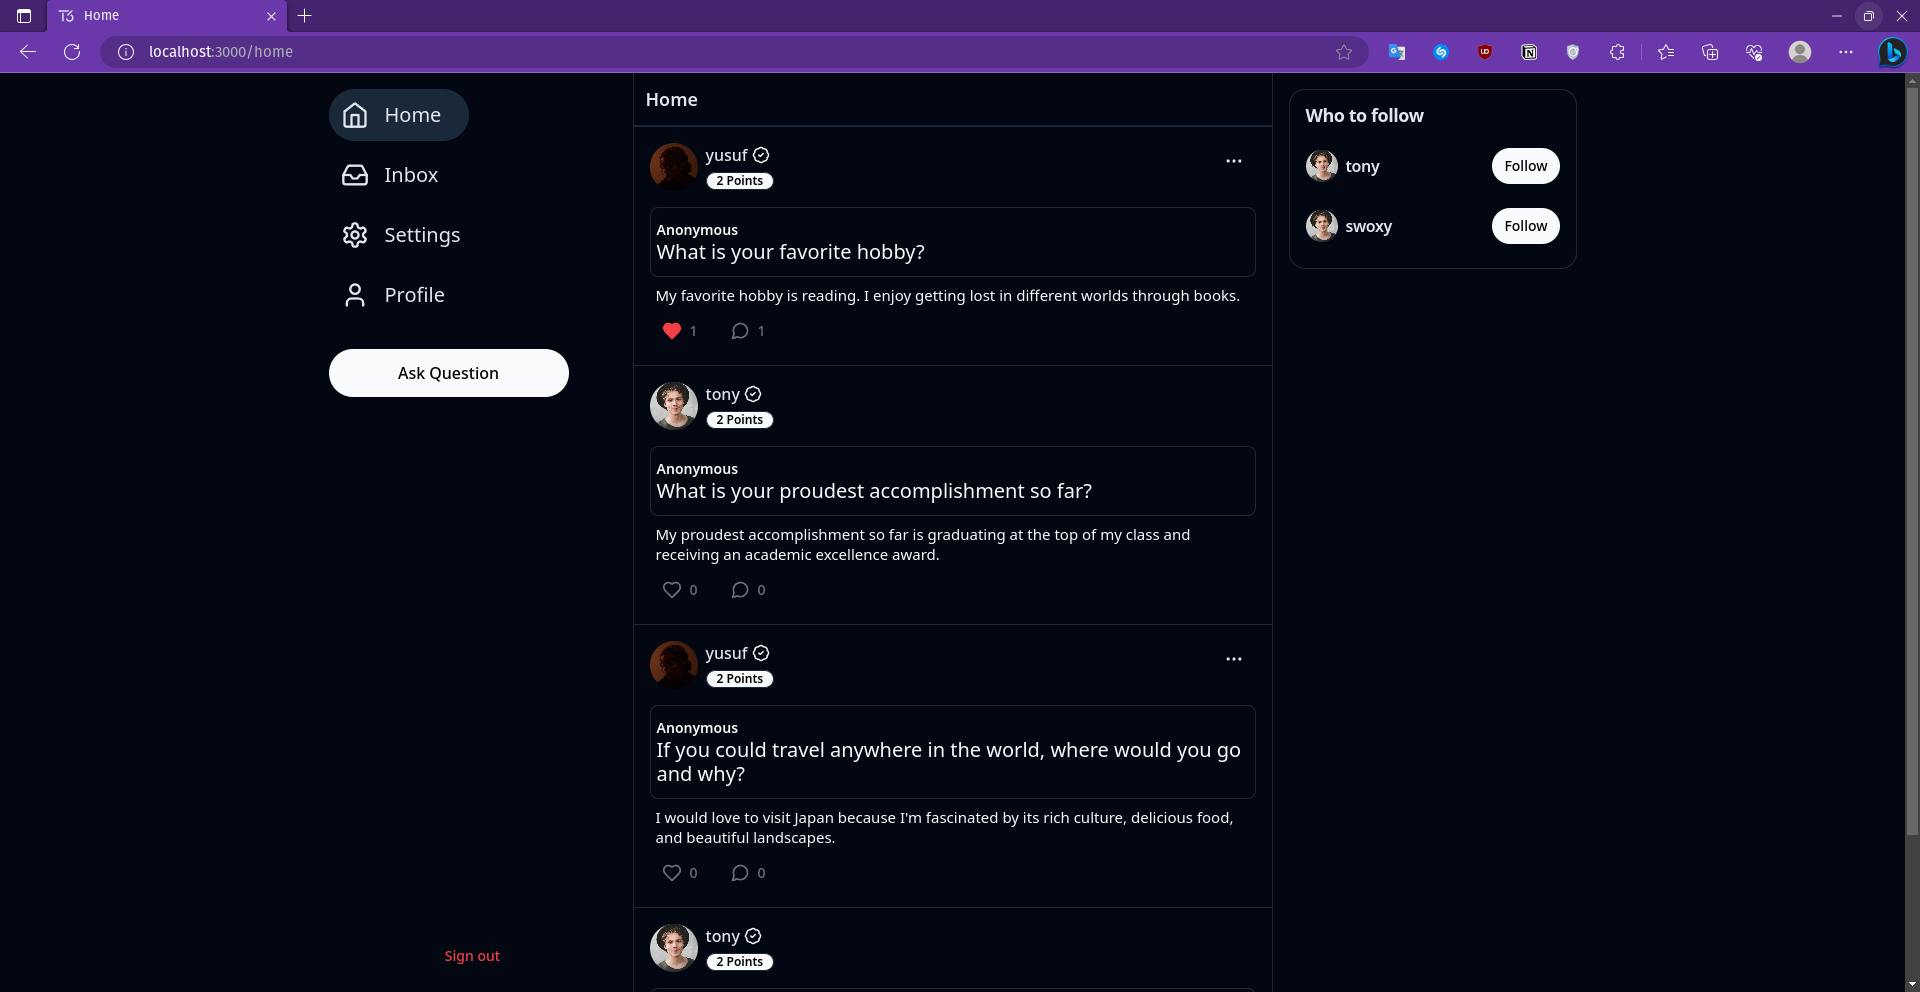 Home
localhost:3000/home
Home
Inbox
Settings
Profile
Ask Question
Sign out
Home
yusuf
2 Points
Anonymous
What is your favorite hobby?
My favorite hobby is reading. I enjoy getting lost in different worlds through books.
1 1
tony
2 Points
Anonymous
What is your proudest accomplishment so far?
My proudest accomplishment so far is graduating at the top of my class and
receiving an academic excellence award.
0 0
yusuf
2 Points
Anonymous
If you could travel anywhere in the world, where would you go
and why?
I would love to visit Japan because I'm fascinated by its rich culture, delicious food,
and beautiful landscapes.
0 0
tony
2 Points
Who to follow
tony Follow
swoxy Follow